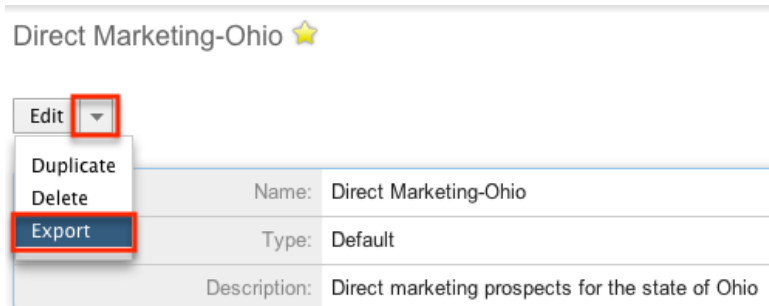 Direct Marketing-Ohio
Edit
Duplicate
Delete
Export
Name: Direct Marketing-Ohio
Type: Default
Description: Direct marketing prospects for the state of Ohio